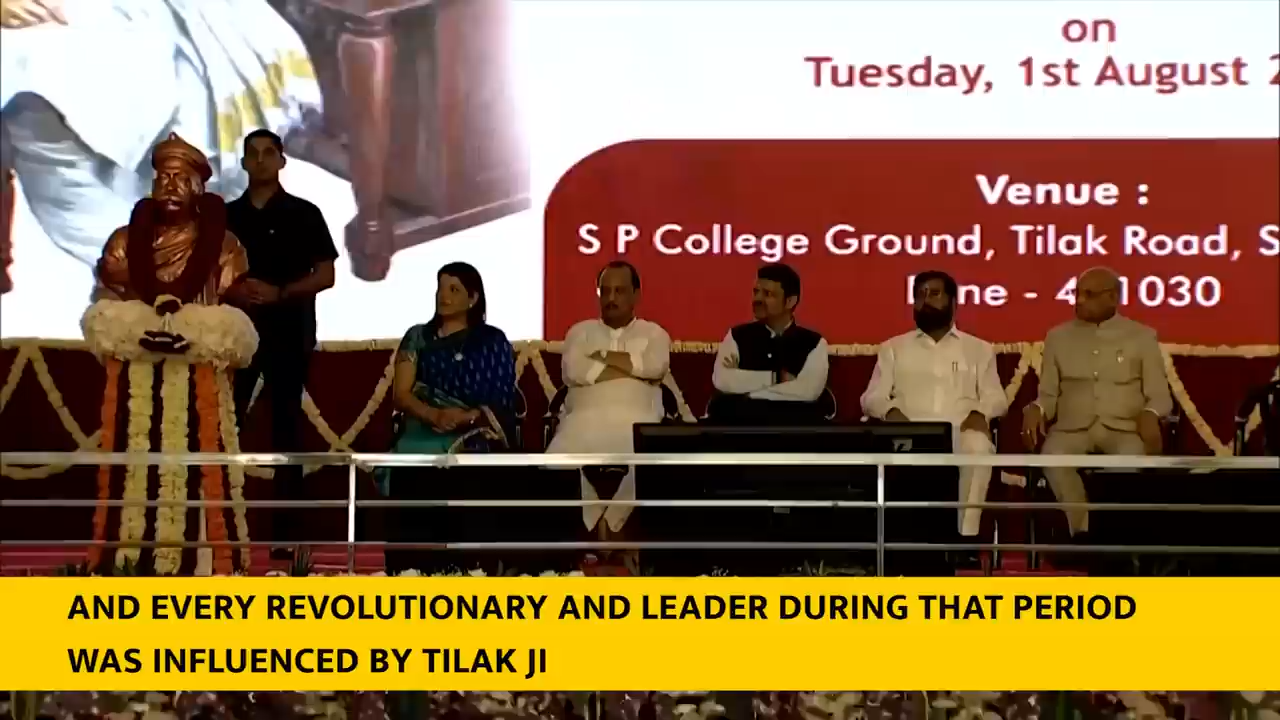 on
Tuesday, 1st August
Venue :
S P College Ground, Tilak Road, S
1030
AND EVERY REVOLUTIONARY AND LEADER DURING THAT PERIOD
WAS INFLUENCED BY TILAK JI